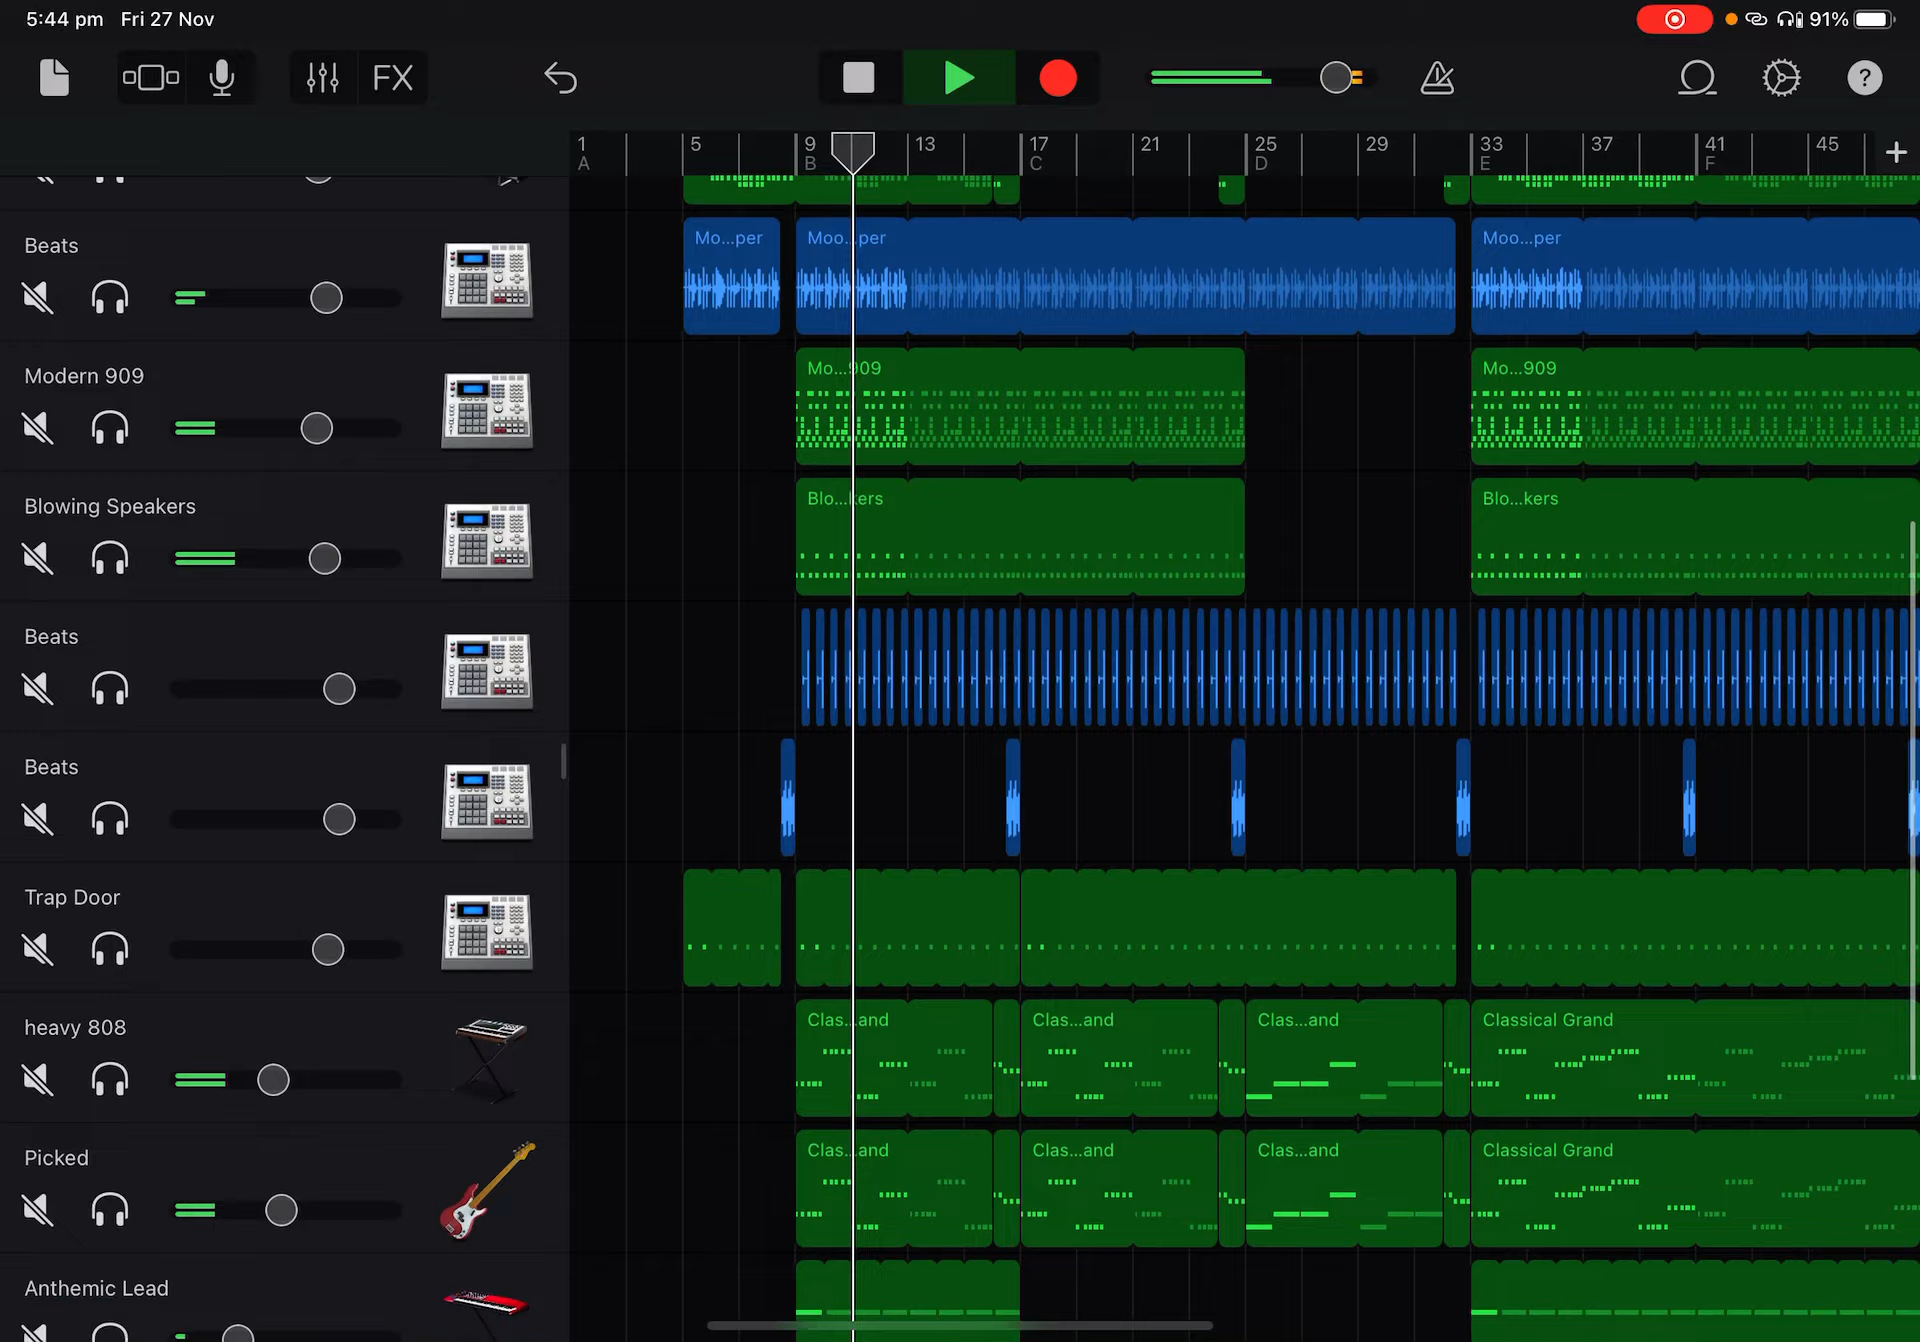 5:44 pm Fri 27 Nov
91%
FX
?
1 5 9 13 17 21 25 29 33 37 41 45 +
A B C D E F
Beats
Mo...per Moo...per Moo...per
Modern 909
Mo...909 Mo...909
Blowing Speakers
Blo...kers Blo...kers
Beats
Beats
Trap Door
heavy 808
Clas...and Clas...and Clas...and Classical Grand
Picked
Clas...and Clas...and Clas...and Classical Grand
Anthemic Lead